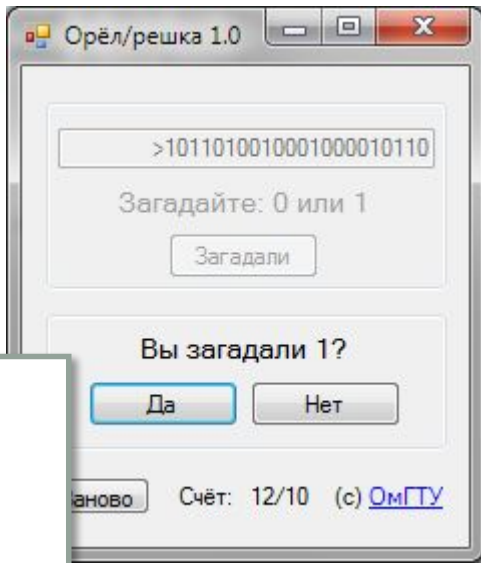 Орёл/решка 1.0
>1011010010001000010110
Загадайте: 0 или 1
Загадали
Вы загадали 1?
Да Нет
Счёт: 12/10 (c) ОмГТУ